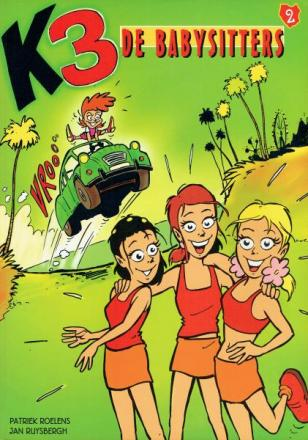 K3 DE BABYSITTERS
2
VROOO
PATRIEK ROELENS
JAN RUYSBERGH